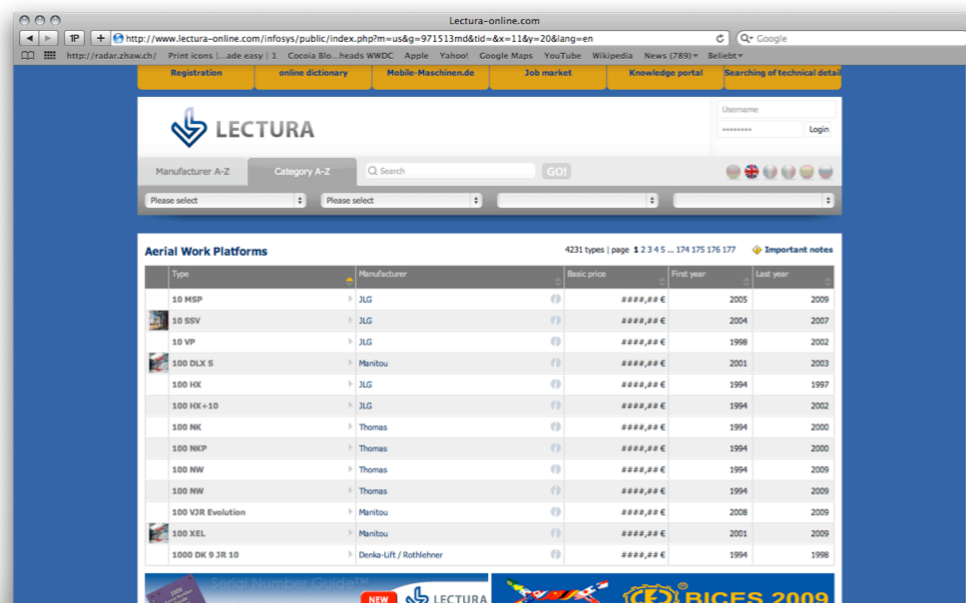 Lectura-online.com
http://www.lectura-online.com/infosys/public/index.php?m=us&g=971513md&tid=&x=11&y=20&lang=en
Google
http://radar.zhaw.ch/ Print icons |...ade easy | 1 Cocoia Blo...heads WWDC Apple Yahoo! Google Maps YouTube Wikipedia News (789) Beliebt
Registration online dictionary Mobile-Maschinen.de Job market Knowledge portal Searching of technical detail
Username
LECTURA
Login
Manufacturer A-Z Category A-Z Search GO!
Please select Please select
Aerial Work Platforms 4231 types | page 1 2 3 4 5 ... 174 175 176 177 Important notes
Type Manufacturer Basic price First year Last year
10 MSP JLG ####,## € 2005 2009
10 SSV JLG ####,## € 2004 2007
10 VP JLG ####,## € 1998 2002
100 DLX S Manitou ####,## € 2001 2003
100 HX JLG ####,## € 1994 1997
100 HX+10 JLG ####,## € 1994 2002
100 NK Thomas ####,## € 1994 2000
100 NKP Thomas ####,## € 1994 2000
100 NW Thomas ####,## € 1994 2009
100 NW Thomas ####,## € 1994 2009
100 VJR Evolution Manitou ####,## € 2008 2009
100 XEL Manitou ####,## € 2001 2009
1000 DK 9 JR 10 Denka-Lift / Rothlehner ####,## € 1994 1998
Serial Number Guide™
NEW LECTURA
BICES 2009